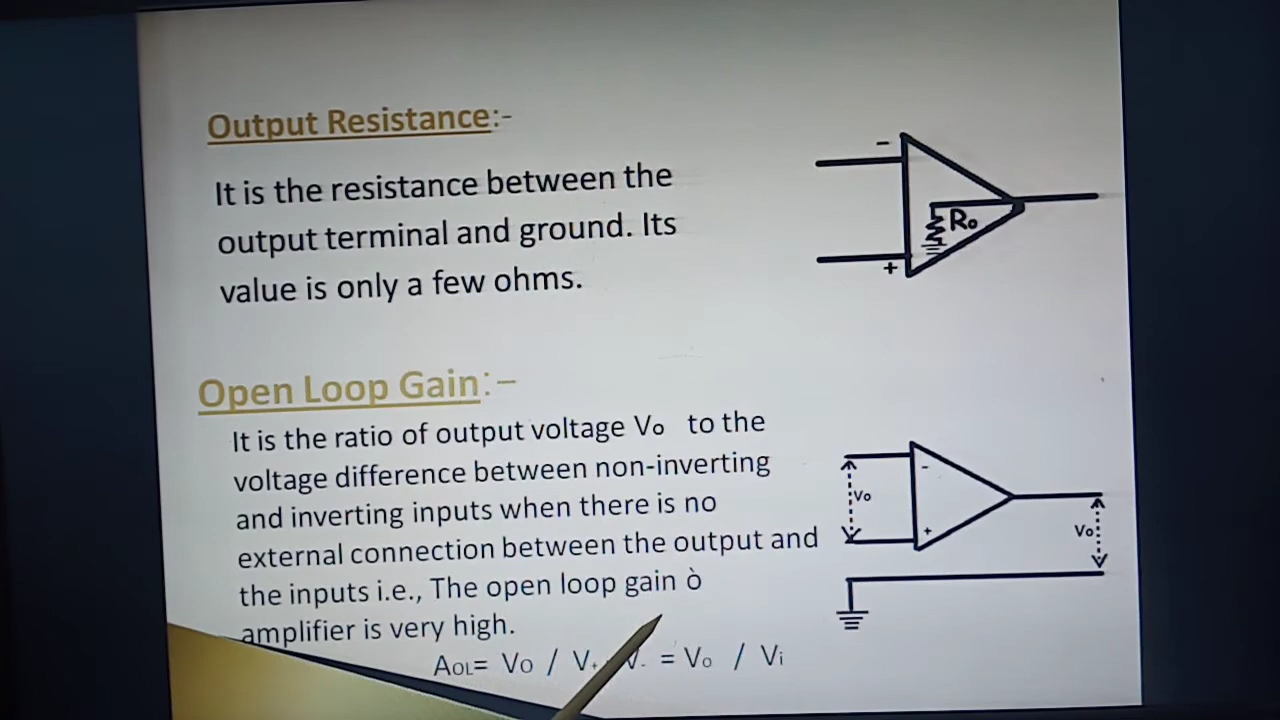 Output Resistance:-
It is the resistance between the
output terminal and ground. Its
value is only a few ohms.
-
+
Ro
Open Loop Gain:–
It is the ratio of output voltage Vo to the
voltage difference between non-inverting
and inverting inputs when there is no
external connection between the output and
the inputs i.e., The open loop gain ò
amplifier is very high.
AOL= Vo / V+ V- = Vo / Vi
-
+
Vo
Vo